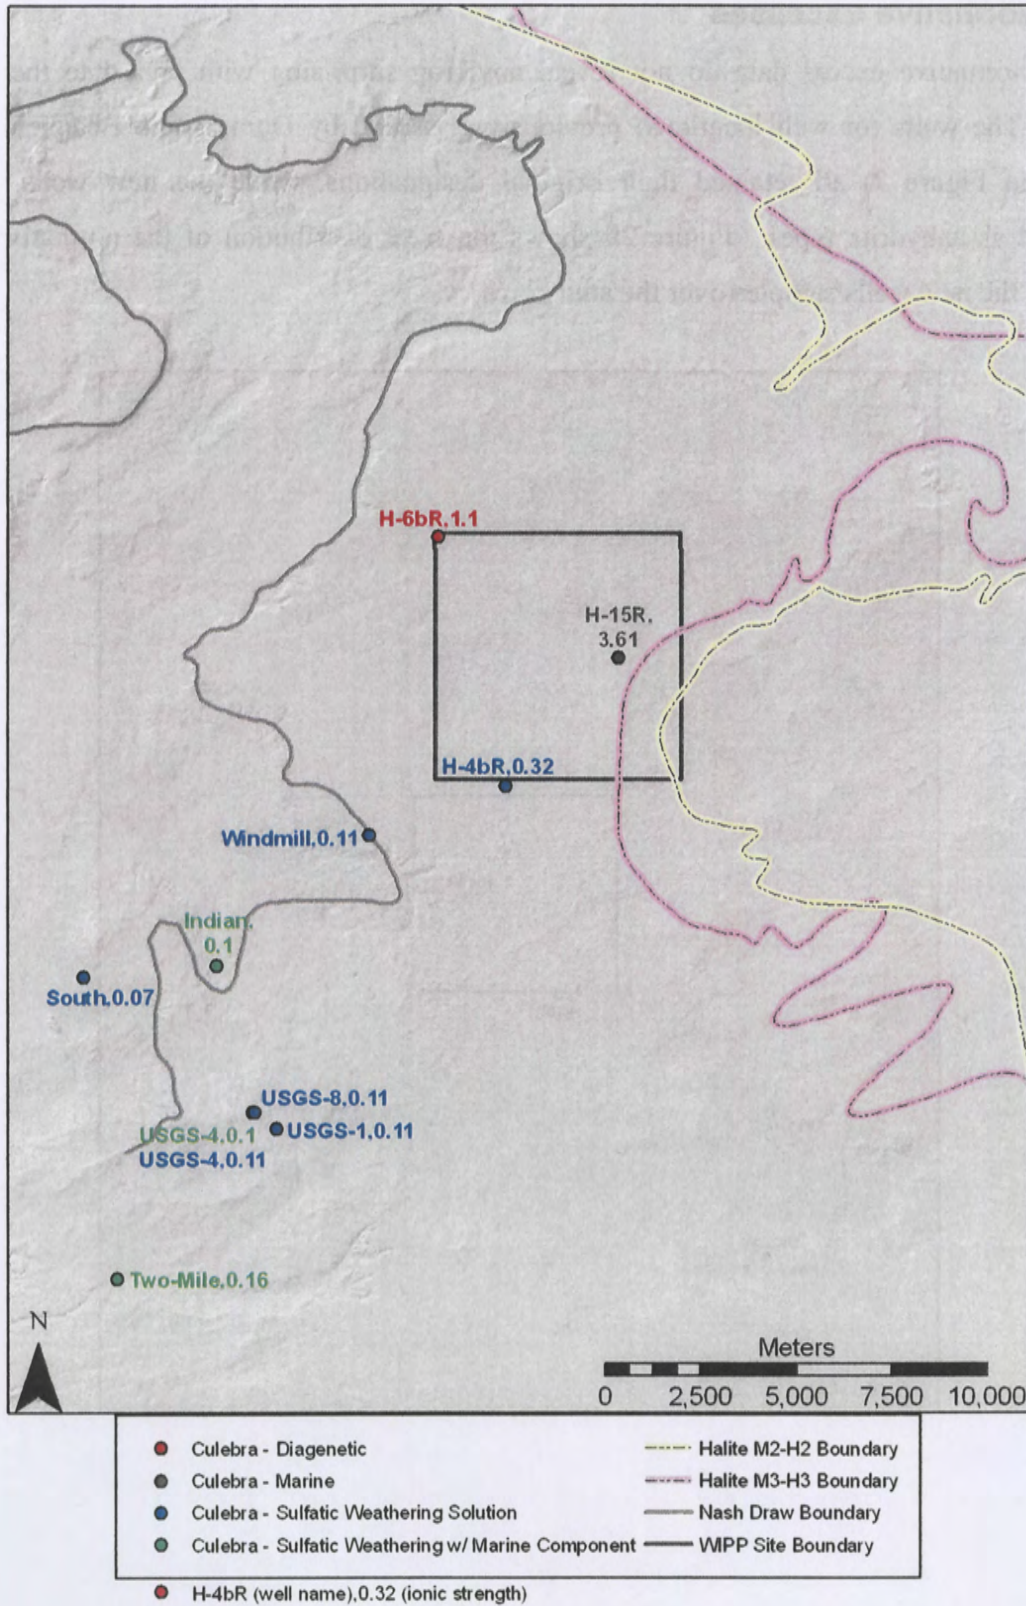 H-6bR,1.1
H-15R,
3.61
H-4bR,0.32
Windmill,0.11
Indian,
0.1
South,0.07
USGS-8,0.11
USGS-4,0.1
USGS-1,0.11
USGS-4,0.11
Two-Mile,0.16
N
Meters
0 2,500 5,000 7,500 10,000
Culebra - Diagenetic
Culebra - Marine
Culebra - Sulfatic Weathering Solution
Culebra - Sulfatic Weathering w/ Marine Component
Halite M2-H2 Boundary
Halite M3-H3 Boundary
Nash Draw Boundary
WIPP Site Boundary
H-4bR (well name),0.32 (ionic strength)